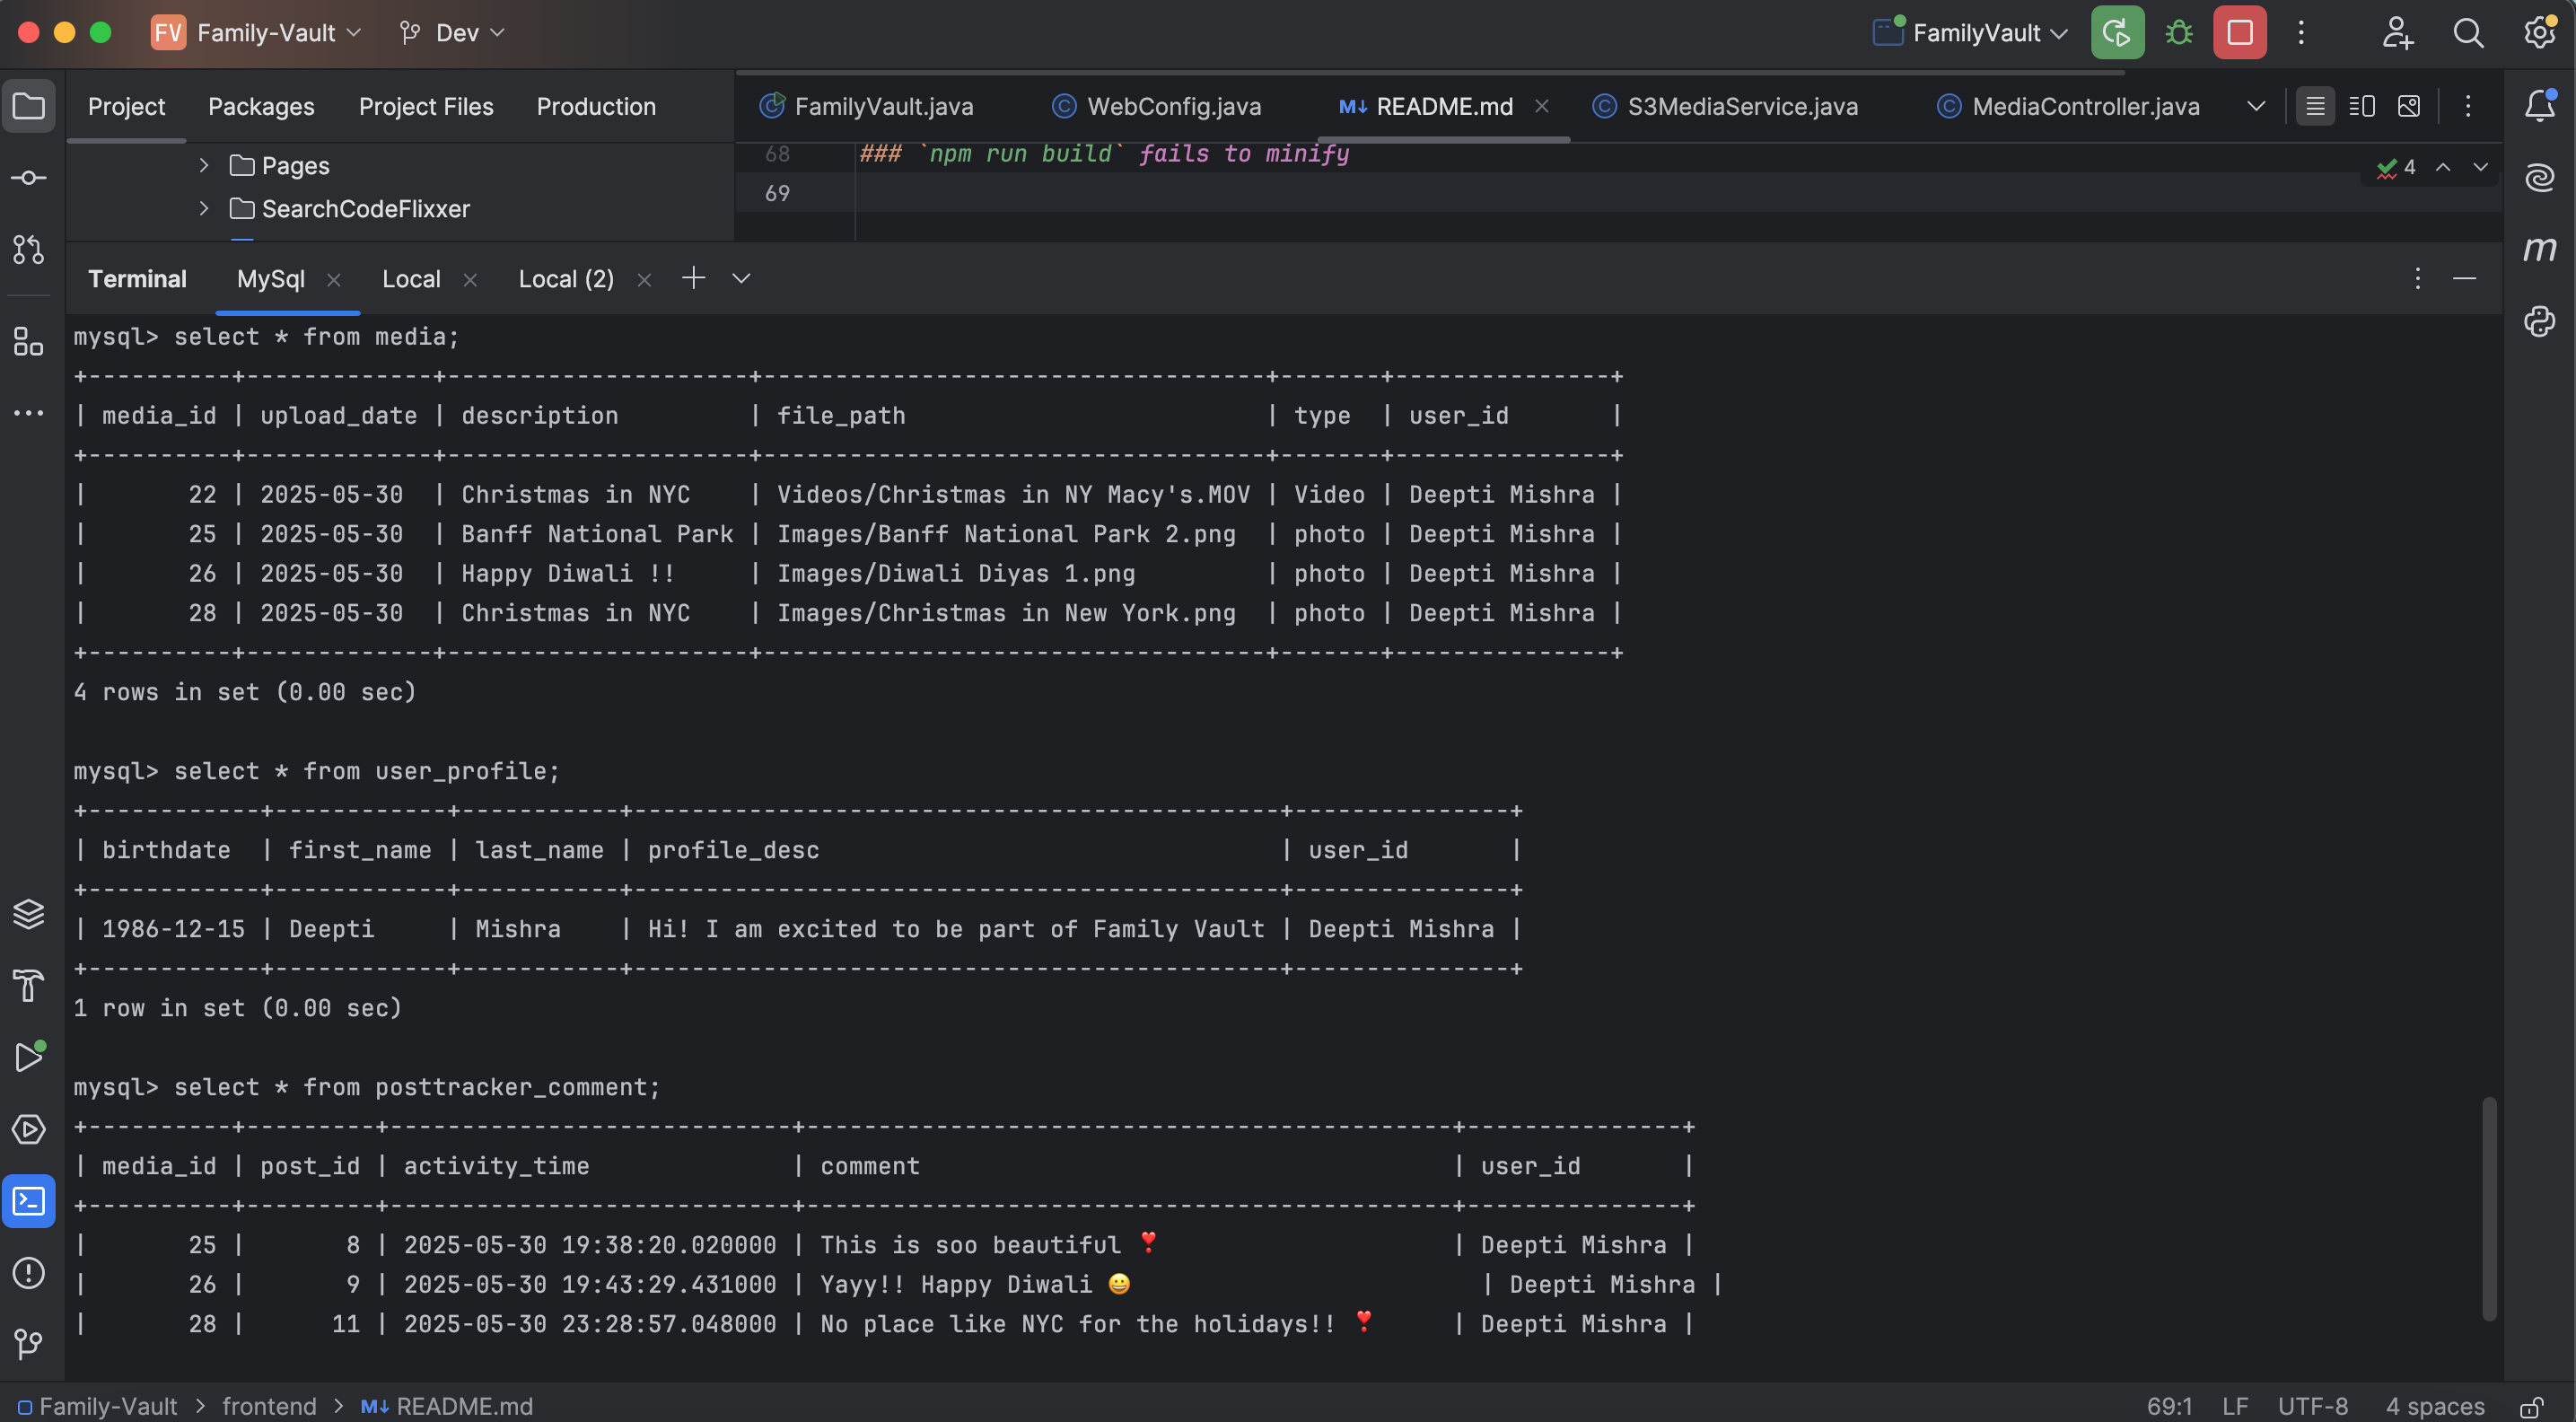 FV Family-Vault Dev FamilyVault
Project Packages Project Files Production FamilyVault.java WebConfig.java M↓ README.md S3MediaService.java MediaController.java
Pages
SearchCodeFlixxer
68 ### `npm run build` fails to minify
69
4
Terminal MySql Local Local (2)
mysql> select * from media;
+----------+-------------+---------------------+-----------------------------------+-------+---------------+
| media_id | upload_date | description         | file_path                         | type  | user_id       |
+----------+-------------+---------------------+-----------------------------------+-------+---------------+
|       22 | 2025-05-30  | Christmas in NYC    | Videos/Christmas in NY Macy's.MOV | Video | Deepti Mishra |
|       25 | 2025-05-30  | Banff National Park | Images/Banff National Park 2.png  | photo | Deepti Mishra |
|       26 | 2025-05-30  | Happy Diwali !!     | Images/Diwali Diyas 1.png         | photo | Deepti Mishra |
|       28 | 2025-05-30  | Christmas in NYC    | Images/Christmas in New York.png  | photo | Deepti Mishra |
+----------+-------------+---------------------+-----------------------------------+-------+---------------+
4 rows in set (0.00 sec)
mysql> select * from user_profile;
+------------+------------+-----------+---------------------------------------------+---------------+
| birthdate  | first_name | last_name | profile_desc                                | user_id       |
+------------+------------+-----------+---------------------------------------------+---------------+
| 1986-12-15 | Deepti     | Mishra    | Hi! I am excited to be part of Family Vault | Deepti Mishra |
+------------+------------+-----------+---------------------------------------------+---------------+
1 row in set (0.00 sec)
mysql> select * from posttracker_comment;
+----------+---------+----------------------------+---------------------------------------------+---------------+
| media_id | post_id | activity_time              | comment                                     | user_id       |
+----------+---------+----------------------------+---------------------------------------------+---------------+
|       25 |       8 | 2025-05-30 19:38:20.020000 | This is soo beautiful ❣️                     | Deepti Mishra |
|       26 |       9 | 2025-05-30 19:43:29.431000 | Yayy!! Happy Diwali 😀                        | Deepti Mishra |
|       28 |      11 | 2025-05-30 23:28:57.048000 | No place like NYC for the holidays!! ❣️      | Deepti Mishra |
Family-Vault > frontend > M↓ README.md 69:1 LF UTF-8 4 spaces